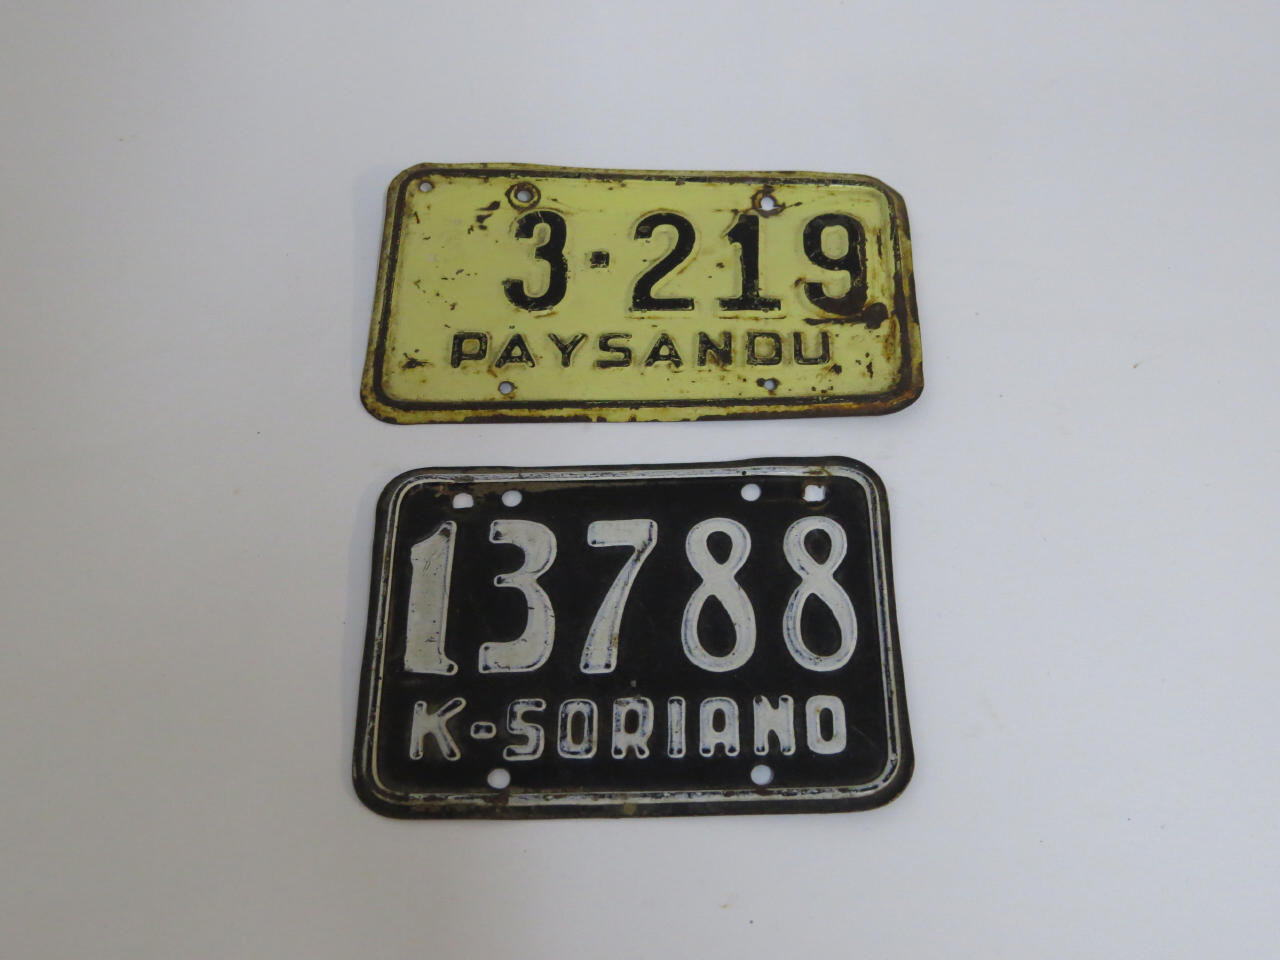 3-219
PAYSANDU
13788
K-SORIANO